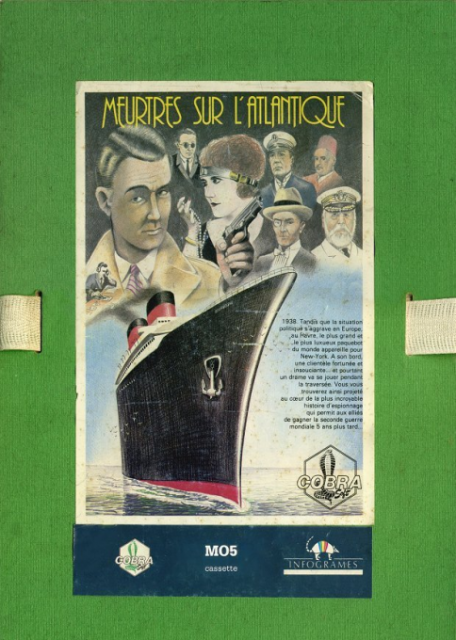 MEURTRES SUR L'ATLANTIQUE
1938. Tandis que la situation
politique s'aggrave en Europe,
au Havre, le plus grand et
le plus luxueux paquebot
du monde appareille pour
New-York. A son bord,
une clientèle fortunée et
insouciante... et pourtant
un drame va se jouer pendant
la traversée. Vous vous
trouverez ainsi projeté
au cœur de la plus incroyable
histoire d'espionnage
qui permit aux alliés
de gagner la seconde guerre
mondiale 5 ans plus tard...
COBRA
Soft
COBRA
Soft
MO5
cassette
INFOGRAMES